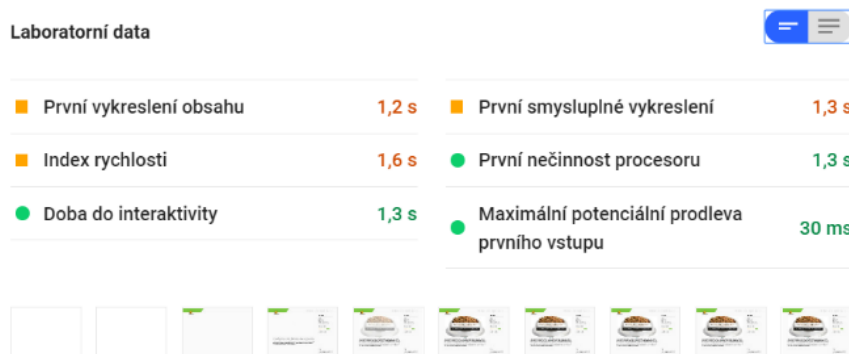 Laboratorní data
První vykreslení obsahu 1,2 s
První smysluplné vykreslení 1,3 s
Index rychlosti 1,6 s
První nečinnost procesoru 1,3 s
Doba do interaktivity 1,3 s
Maximální potenciální prodleva
prvního vstupu 30 ms